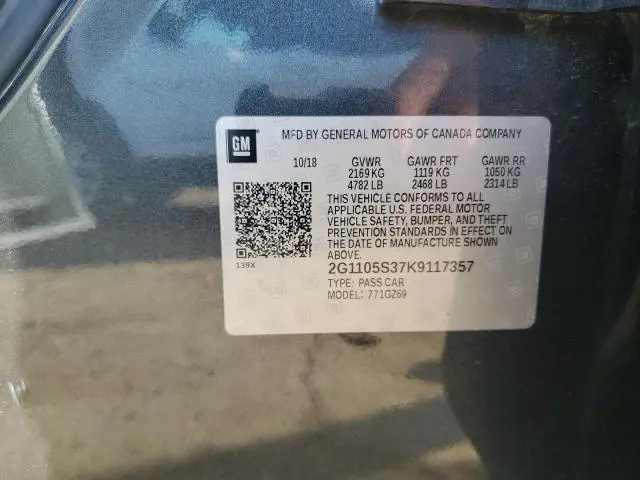 GM
MFD BY GENERAL MOTORS OF CANADA COMPANY
10/18 GVWR GAWR FRT GAWR RR
2169 KG 1119 KG 1050 KG
4782 LB 2468 LB 2314 LB
THIS VEHICLE CONFORMS TO ALL
APPLICABLE U.S. FEDERAL MOTOR
VEHICLE SAFETY, BUMPER, AND THEFT
PREVENTION STANDARDS IN EFFECT ON
THE DATE OF MANUFACTURE SHOWN
ABOVE.
139X
2G1105S37K9117357
TYPE: PASS CAR
MODEL: 771GZ69